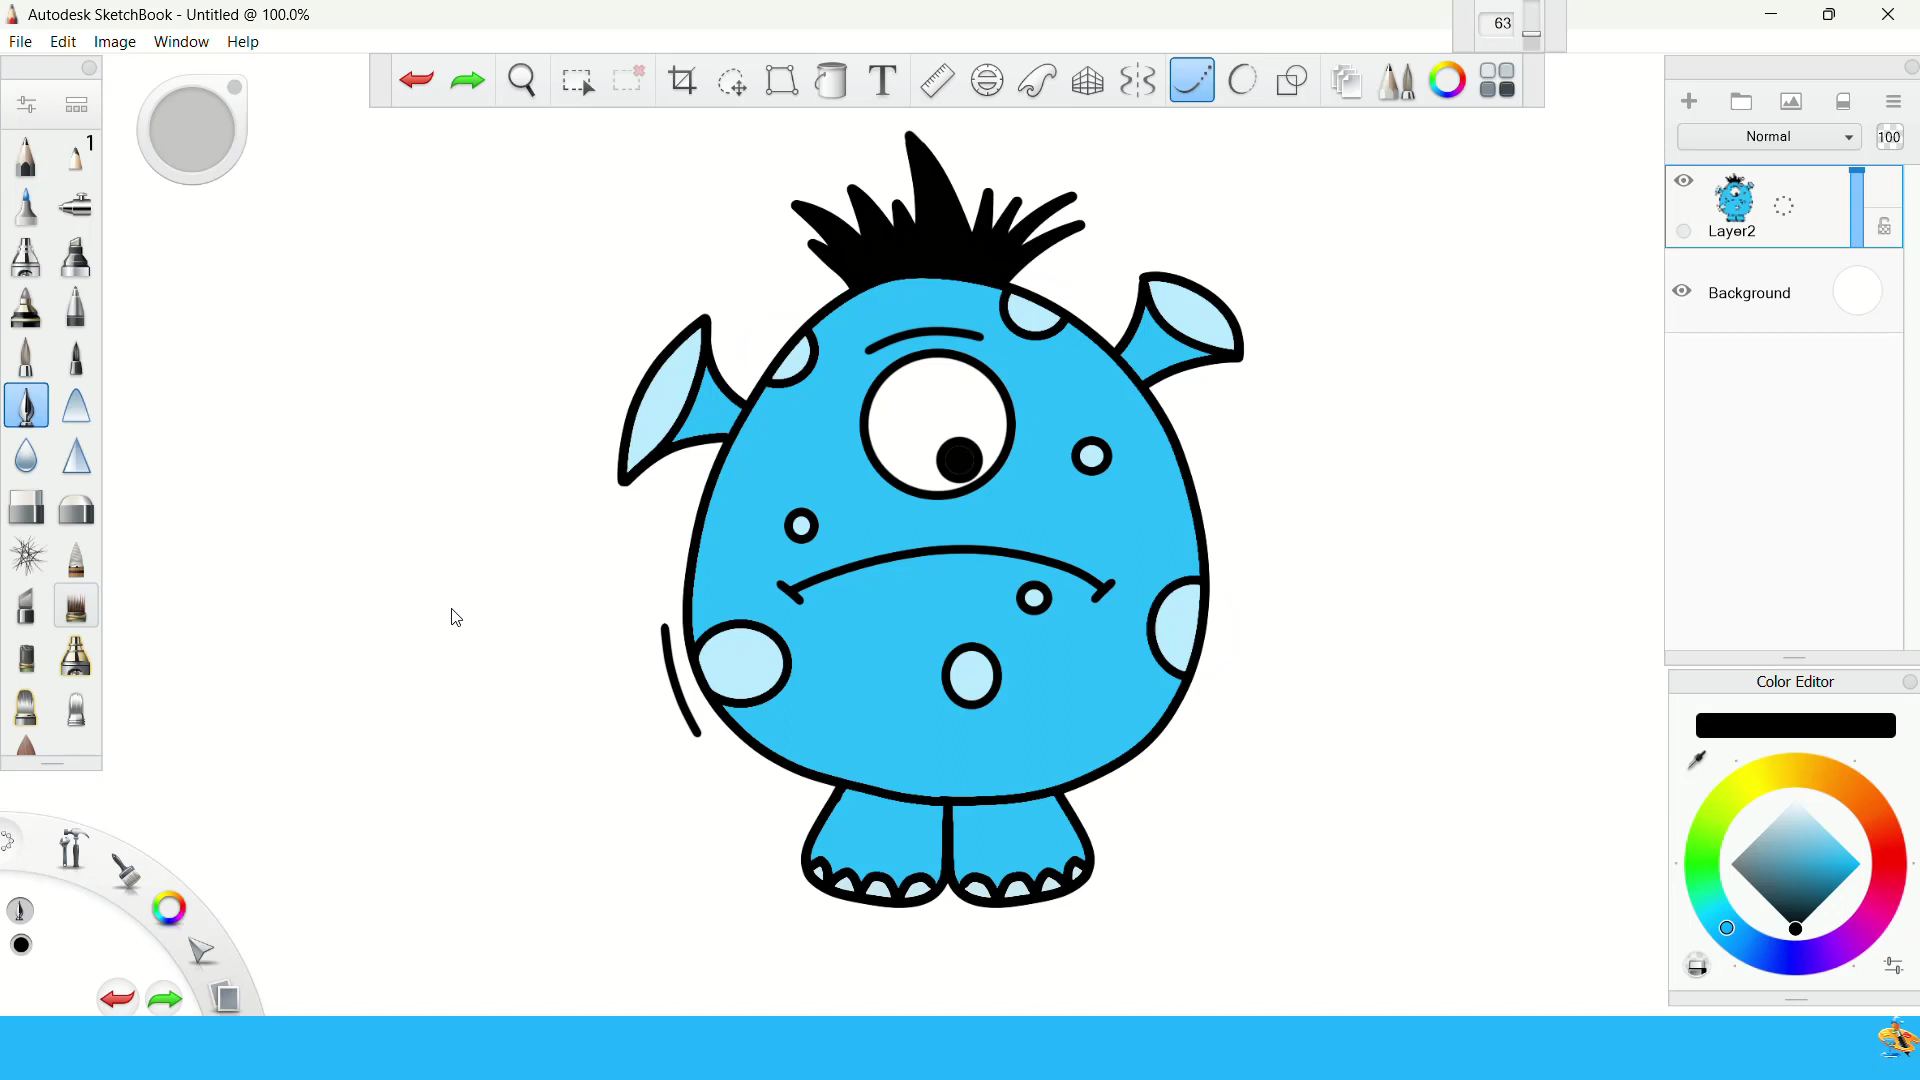 Autodesk SketchBook - Untitled @ 100.0%
63
File Edit Image Window Help
T
1
Normal 100
Layer2
Background
Color Editor